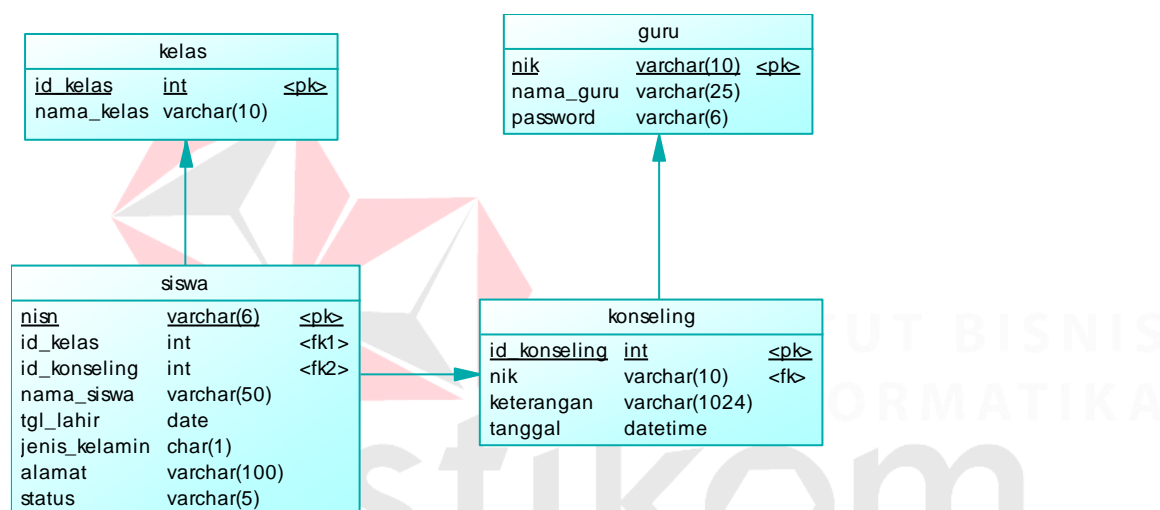 kelas
id_kelas int <pk>
nama_kelas varchar(10)
guru
nik varchar(10) <pk>
nama_guru varchar(25)
password varchar(6)
siswa
nisn varchar(6) <pk>
id_kelas int <fk1>
id_konseling int <fk2>
nama_siswa varchar(50)
tgl_lahir date
jenis_kelamin char(1)
alamat varchar(100)
status varchar(5)
konseling
id_konseling int <pk>
nik varchar(10) <fk>
keterangan varchar(1024)
tanggal datetime
BISNIS
stikom